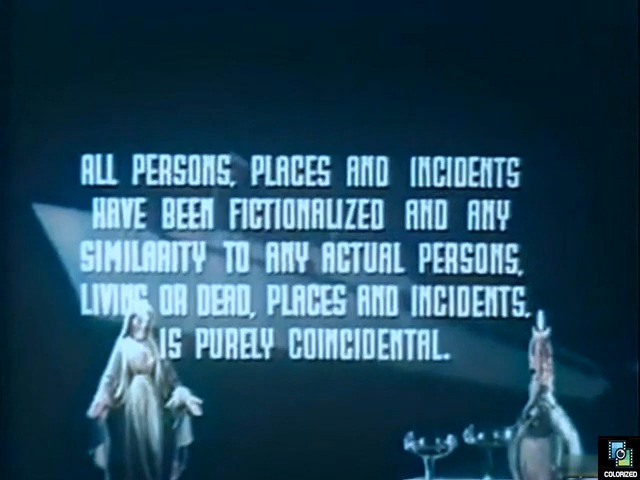 ALL PERSONS, PLACES AND INCIDENTS
HAVE BEEN FICTIONALIZED AND ANY
SIMILARITY TO ANY ACTUAL PERSONS,
LIVING OR DEAD, PLACES AND INCIDENTS,
IS PURELY COINCIDENTAL.
COLORIZED